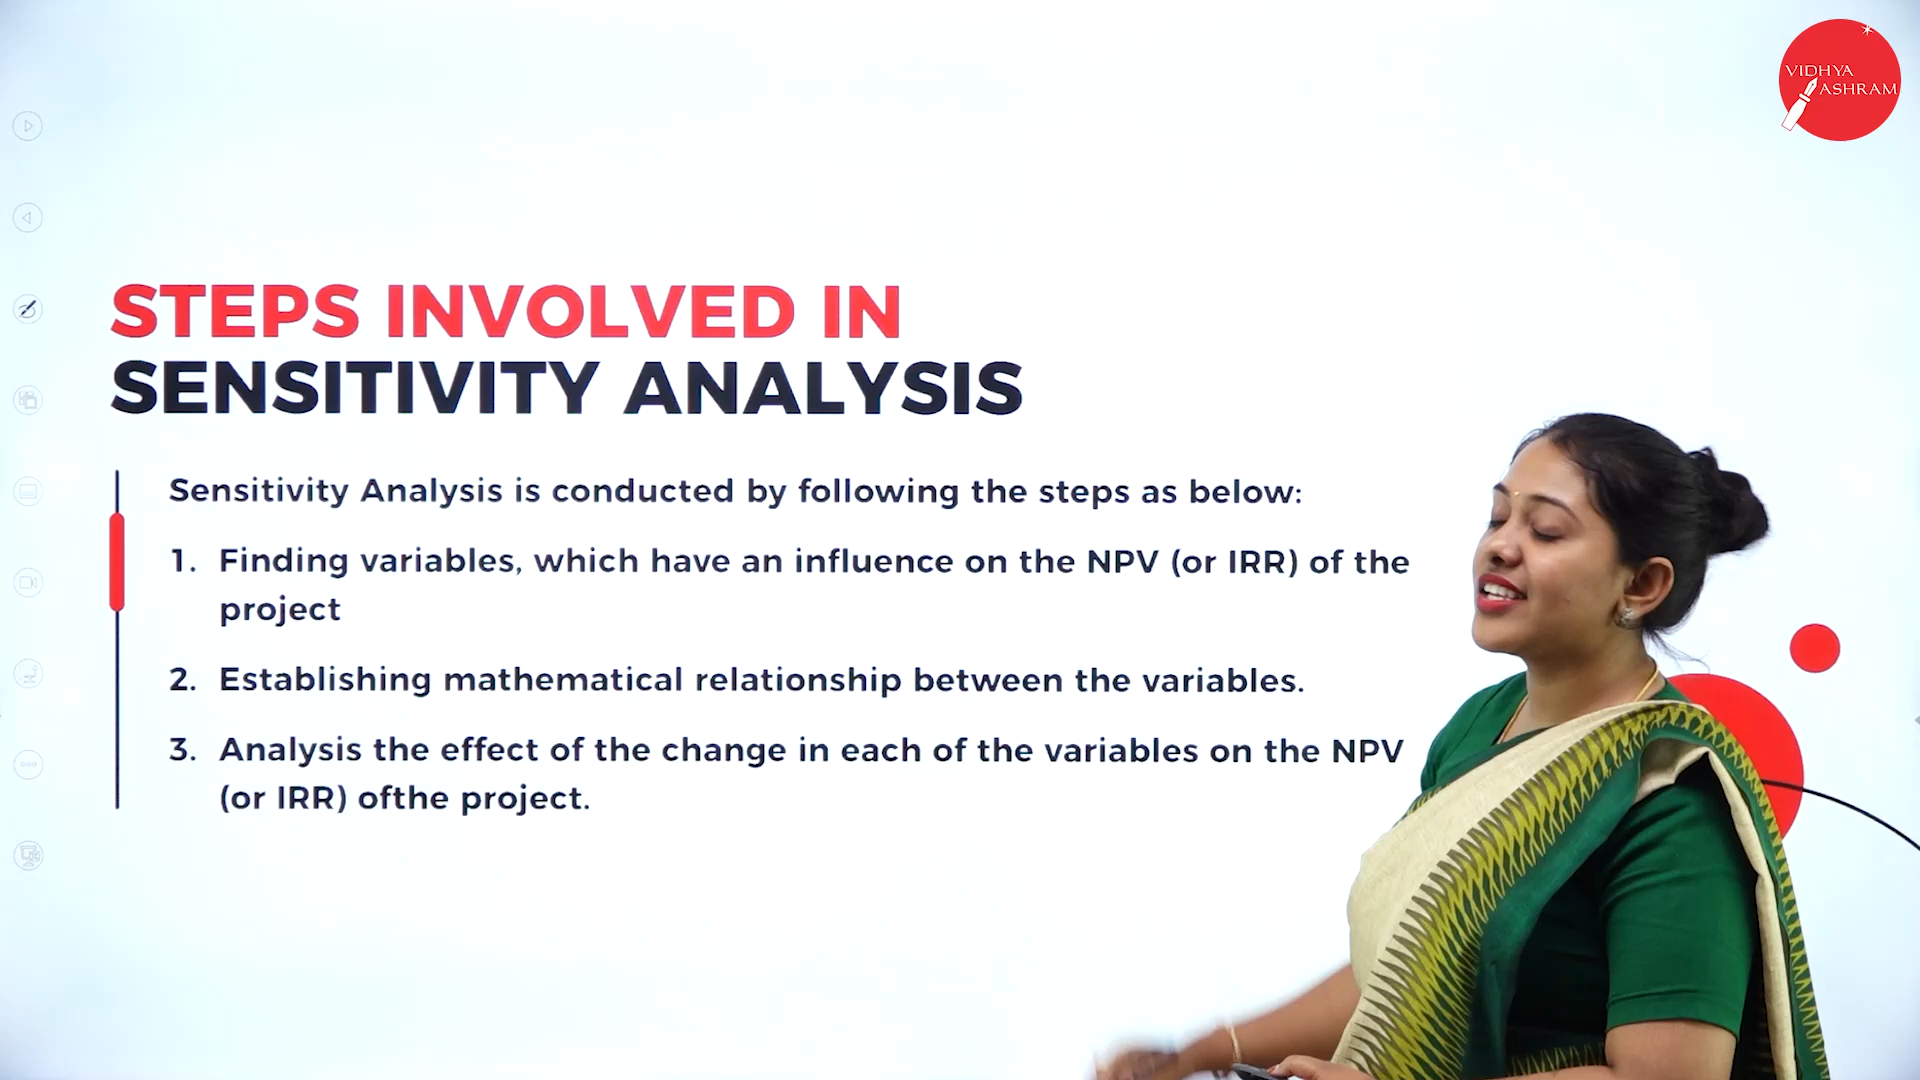 VIDHYA
ASHRAM
STEPS INVOLVED IN
SENSITIVITY ANALYSIS
Sensitivity Analysis is conducted by following the steps as below:
1. Finding variables, which have an influence on the NPV (or IRR) of the
project
2. Establishing mathematical relationship between the variables.
3. Analysis the effect of the change in each of the variables on the NPV
(or IRR) ofthe project.